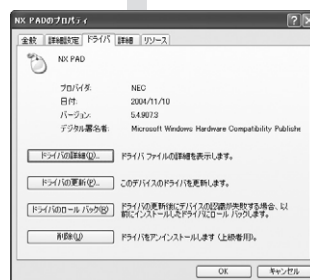 NX PADのプロパティ
全般 詳細設定 ドライバ 詳細 リソース
NX PAD
プロバイダ: NEC
日付: 2004/11/10
バージョン: 5.4.907.3
デジタル署名者: Microsoft Windows Hardware Compatibility Publishe
ドライバの詳細(D)... ドライバ ファイルの詳細を表示します。
ドライバの更新(P)... このデバイスのドライバを更新します。
ドライバのロール バック(R) ドライバの更新後にデバイスの認識が失敗する場合、以
前にインストールしたドライバにロール バックします。
削除(U) ドライバをアンインストールします (上級者用)。
OK キャンセル